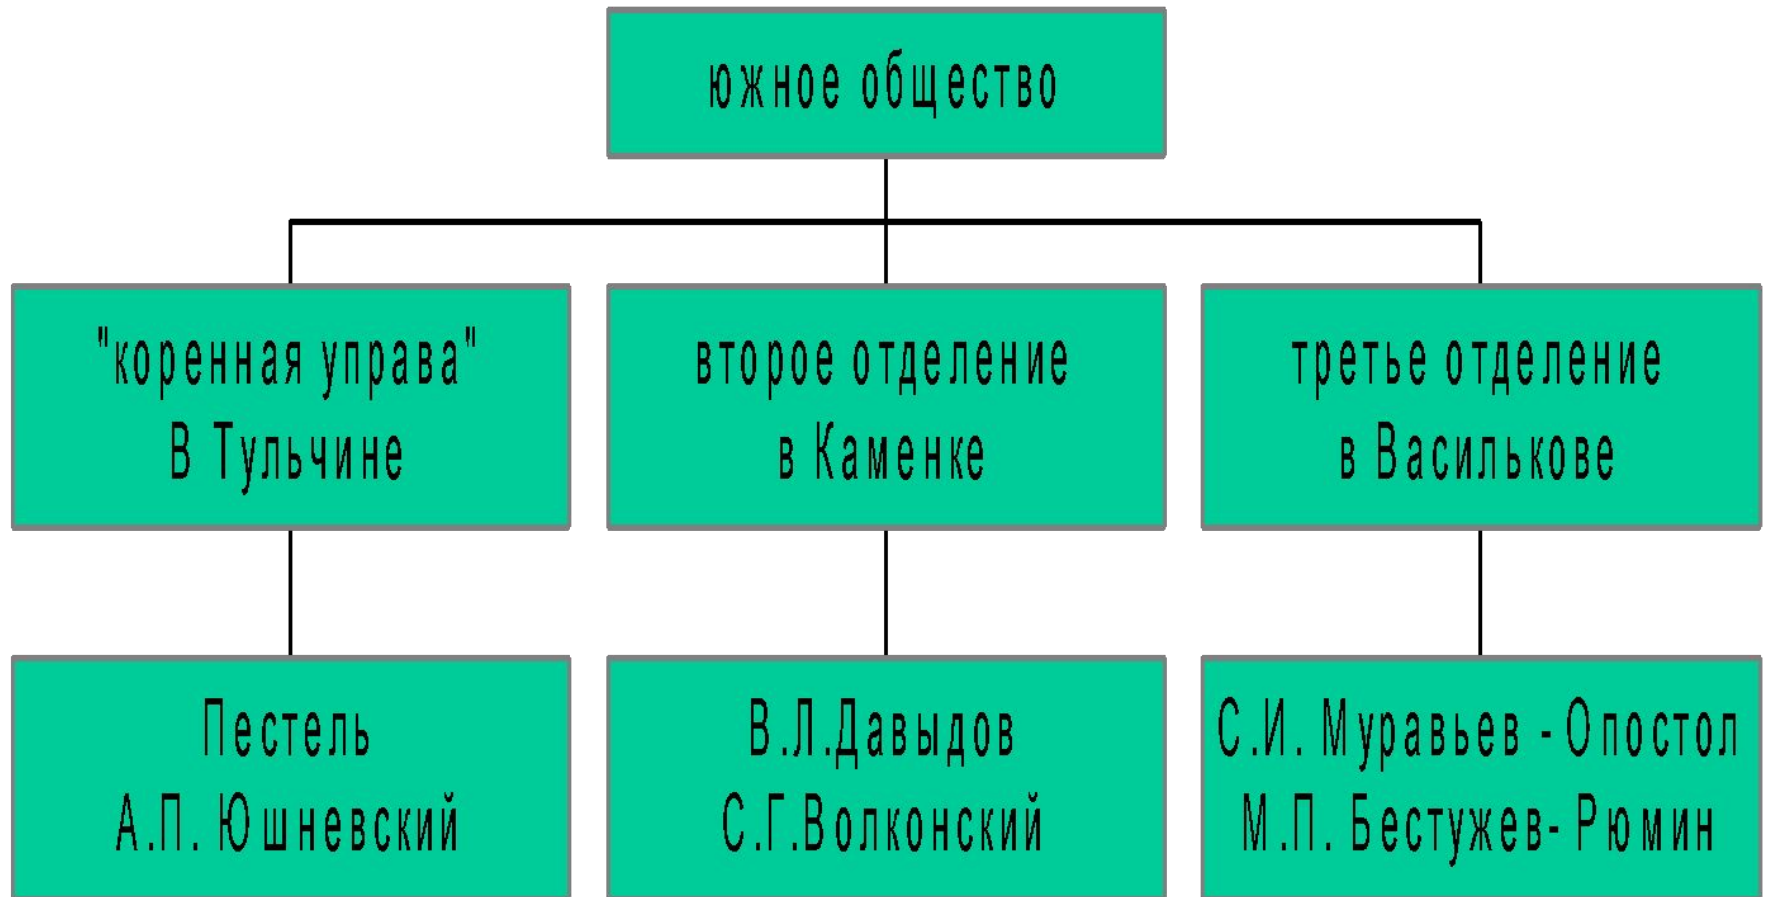 южное общество
"коренная управа"
В Тульчине
второе отделение
в Каменке
третье отделение
в Василькове
Пестель
А.П. Юшневский
В.Л.Давыдов
С.Г.Волконский
С.И. Муравьев - Опостол
М.П. Бестужев- Рюмин